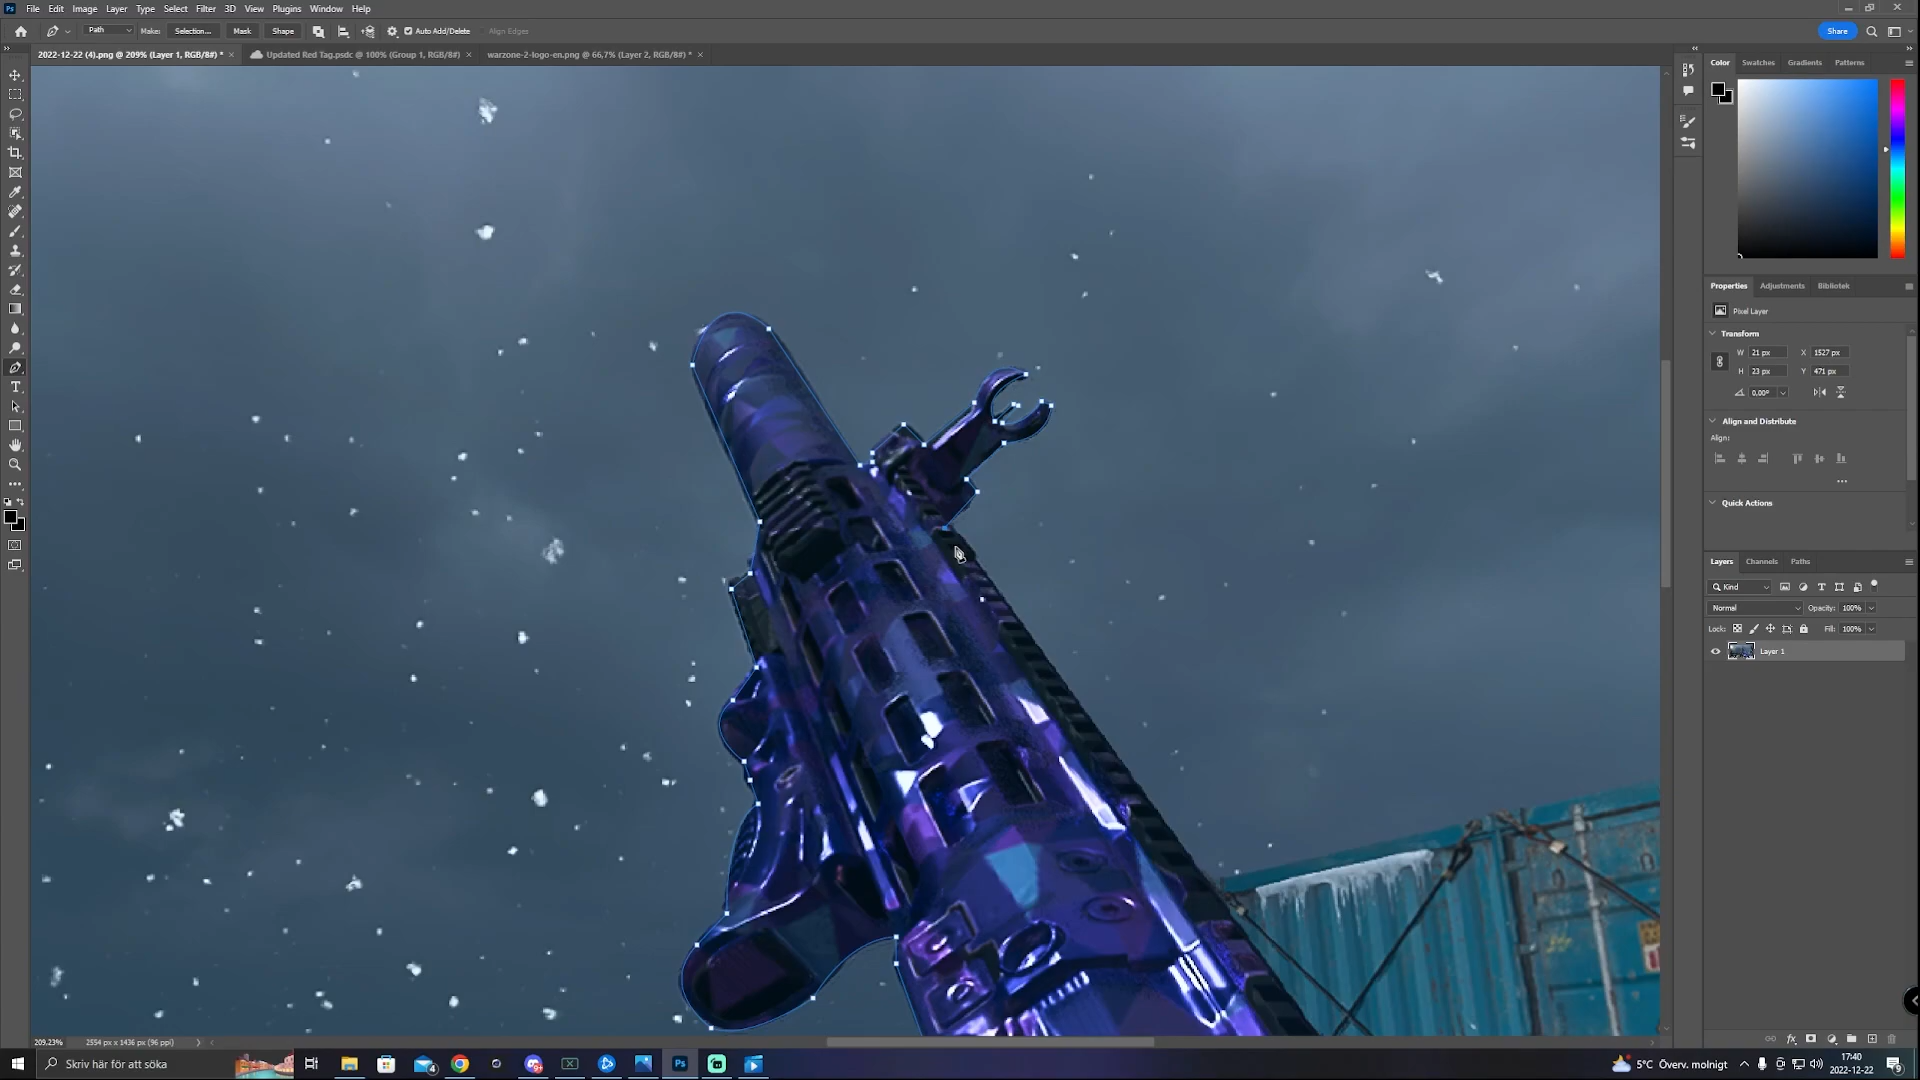 File Edit Image Layer Type Select Filter 3D View Plugins Window Help
Path Make: Selection... Mask Shape Auto Add/Delete Align Edges Share
2022-12-22 (4).png @ 209% (Layer 1, RGB/8#) * × Updated Red Tag.psdc @ 100% (Group 1, RGB/8#) × warzone-2-logo-en.png @ 66,7% (Layer 2, RGB/8#) * ×
Color Swatches Gradients Patterns
Properties Adjustments Bibliotek
Pixel Layer
Transform
W 21 px X 1527 px
H 23 px Y 471 px
0,00°
Align and Distribute
Align:
Quick Actions
Layers Channels Paths
Kind
Normal Opacity: 100%
Lock: Fill: 100%
Layer 1
209,23% 2554 px x 1436 px (96 ppi)
Skriv här för att söka
4
5°C Överv. molnigt
17:40
2022-12-22
9